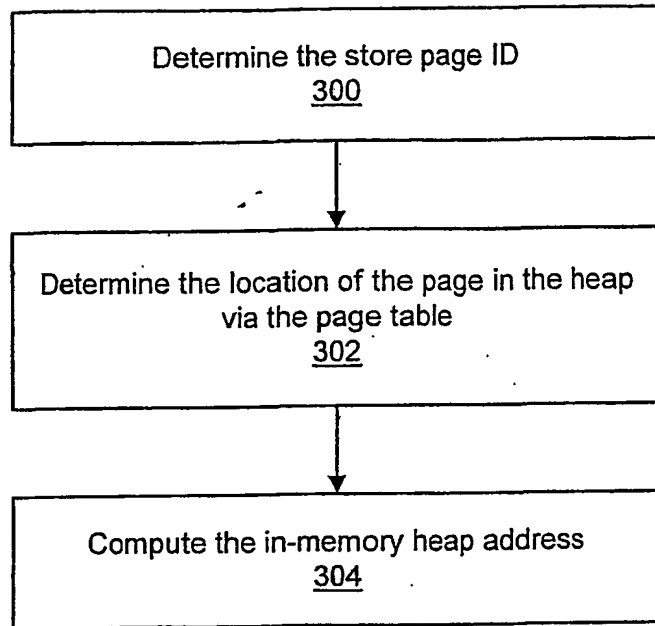 Determine the store page ID
300
Determine the location of the page in the heap
via the page table
302
Compute the in-memory heap address
304